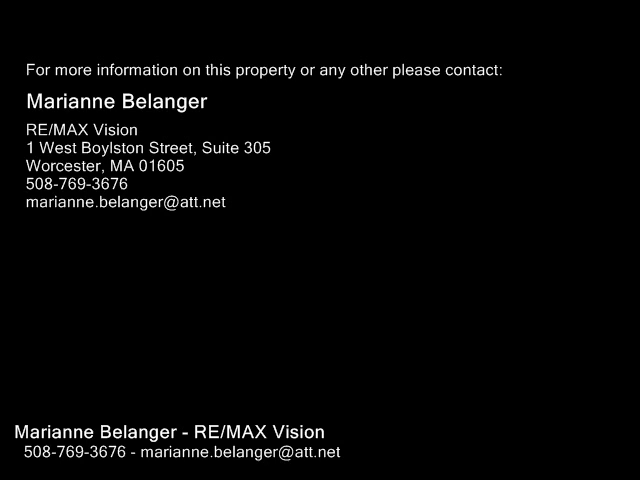 For more information on this property or any other please contact:
Marianne Belanger
RE/MAX Vision
1 West Boylston Street, Suite 305
Worcester, MA 01605
508-769-3676
marianne.belanger@att.net
Marianne Belanger - RE/MAX Vision
508-769-3676 - marianne.belanger@att.net